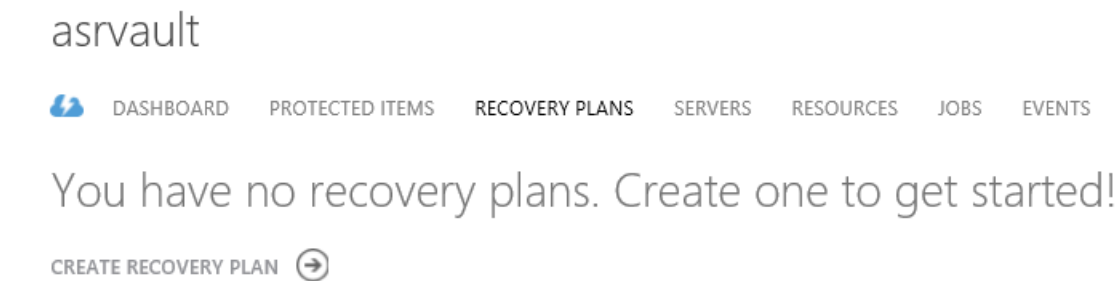 asrvault
DASHBOARD PROTECTED ITEMS RECOVERY PLANS SERVERS RESOURCES JOBS EVENTS
You have no recovery plans. Create one to get started!
CREATE RECOVERY PLAN